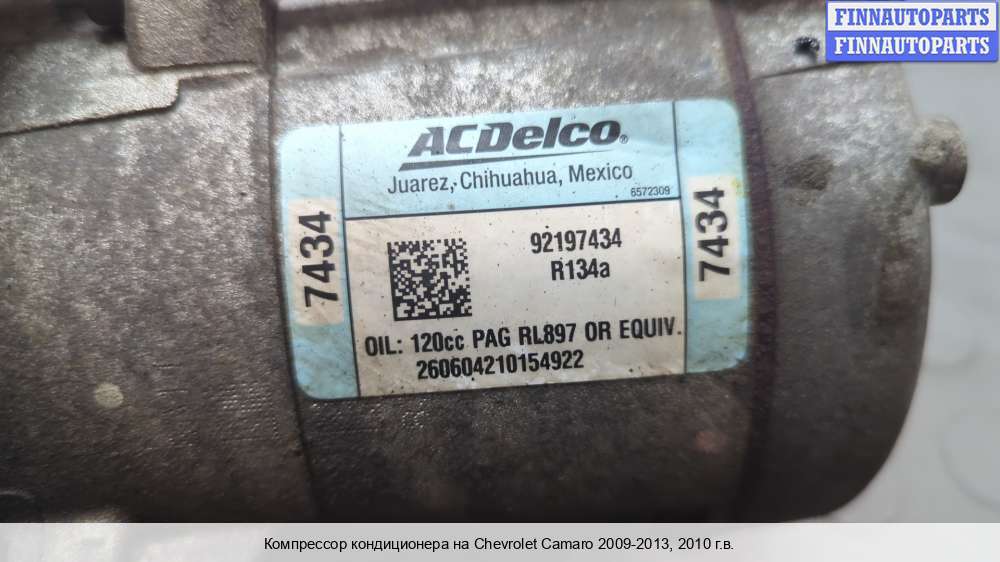 FINNAUTOPARTS
FINNAUTOPARTS
ACDelco®
Juarez, Chihuahua, Mexico
6572309
7434
7434
92197434
R134a
OIL: 120cc PAG RL897 OR EQUIV.
260604210154922
Компрессор кондиционера на Chevrolet Camaro 2009-2013, 2010 г.в.